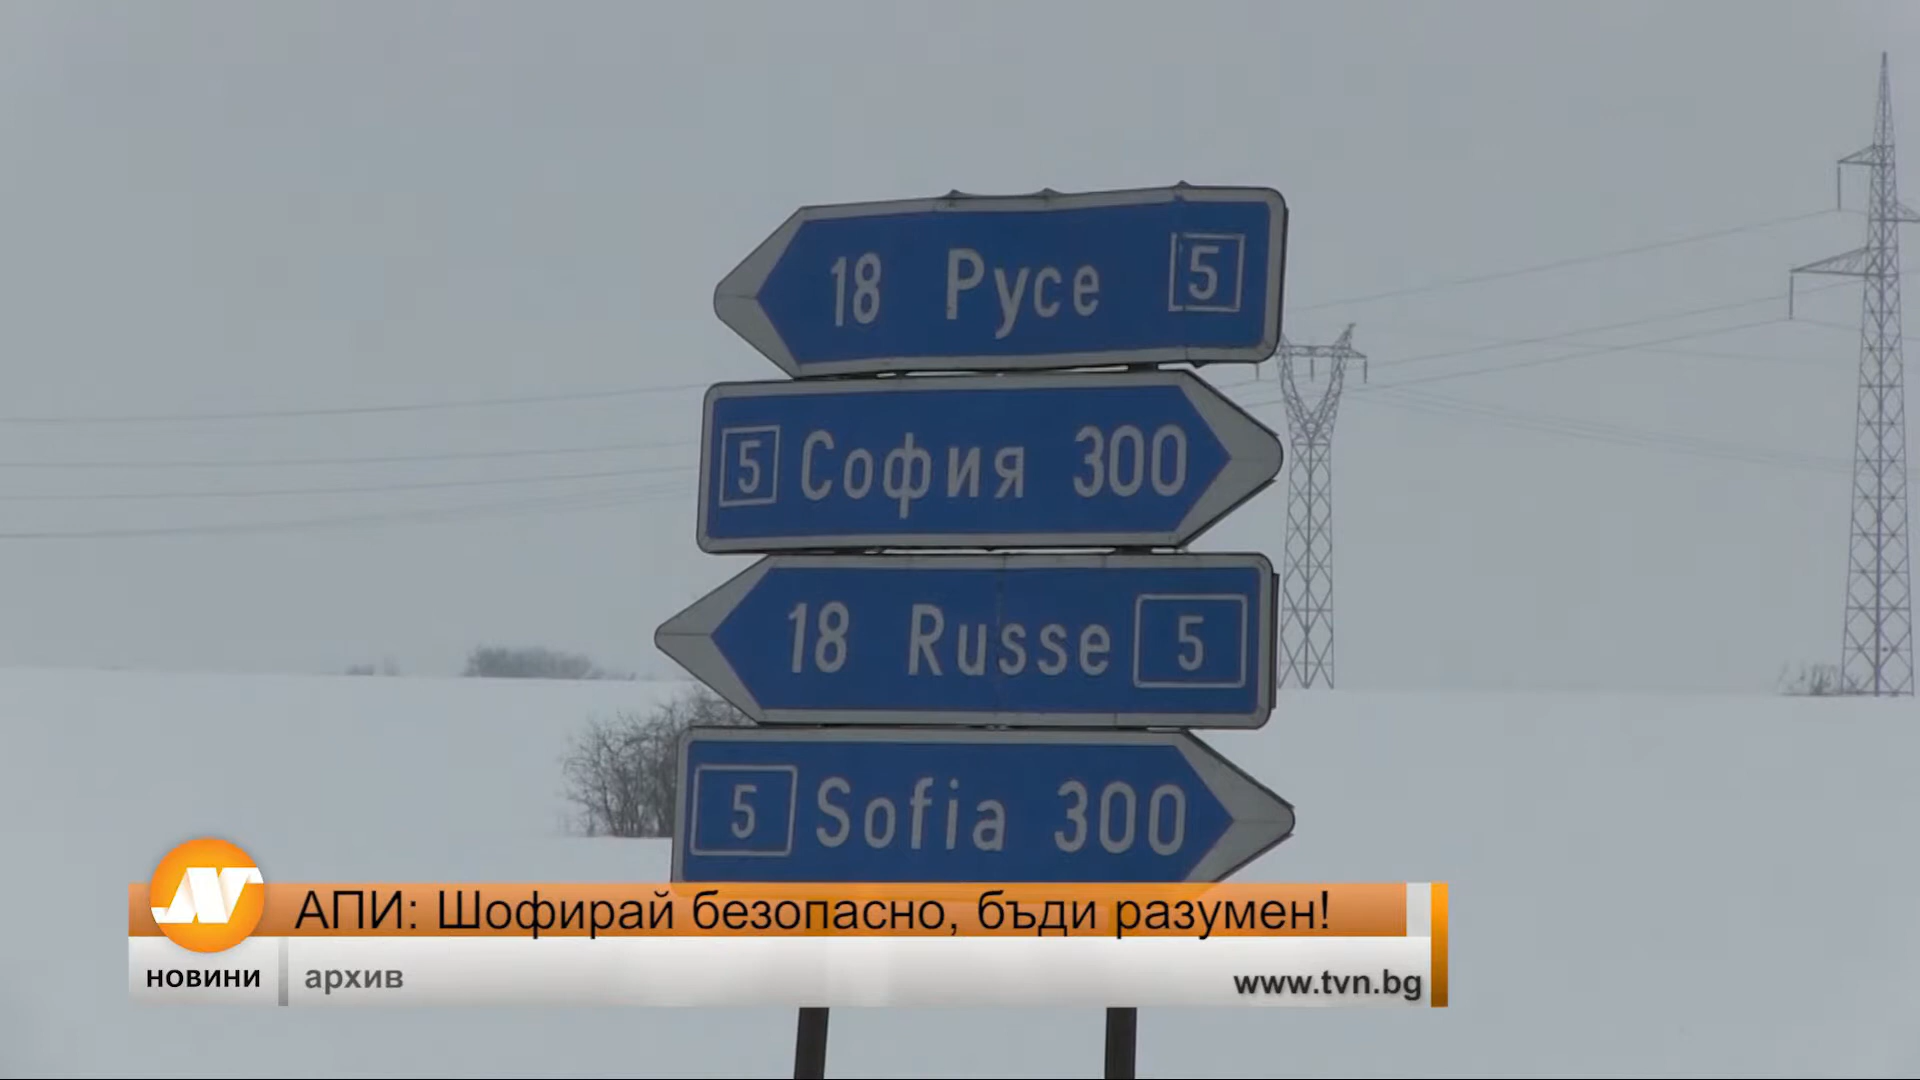 18 Русе 5
5 София 300
18 Russe 5
5 Sofia 300
АПИ: Шофирай безопасно, бъди разумен!
новини
архив
www.tvn.bg